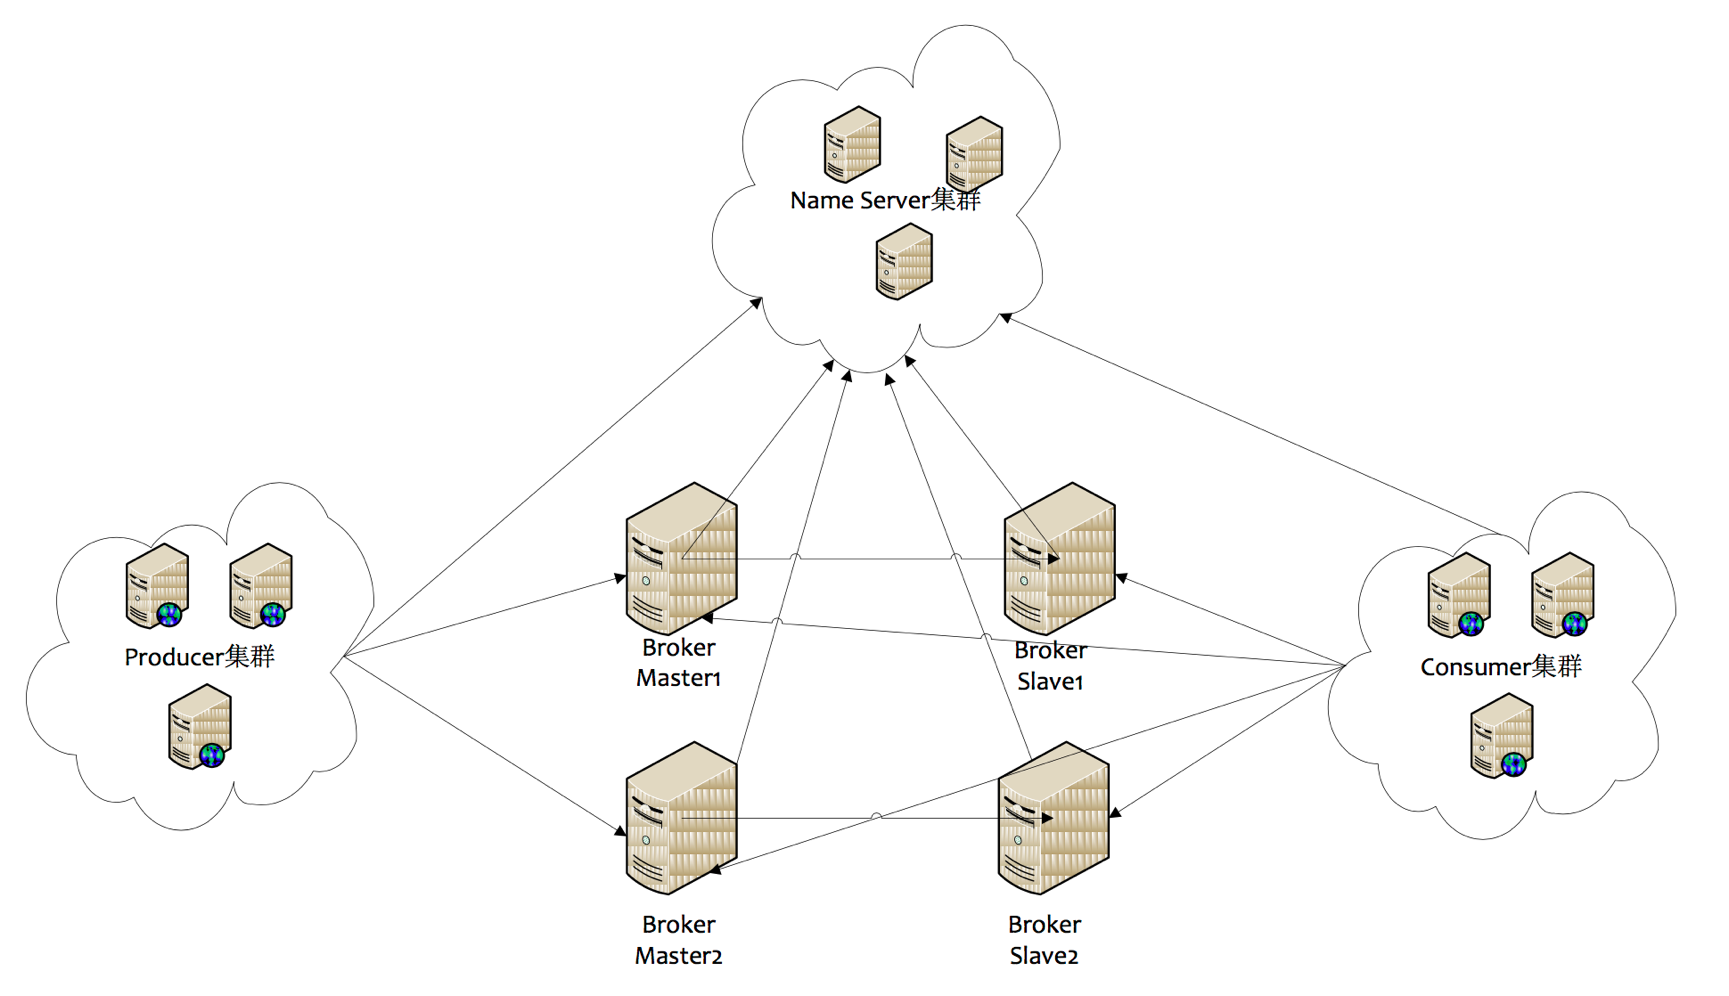 Name Server集群
Producer集群
Broker
Master1
Broker
Slave1
Consumer集群
Broker
Master2
Broker
Slave2